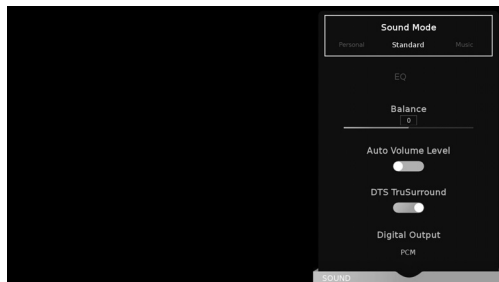 Sound Mode
Personal Standard Music
EQ
Balance
0
Auto Volume Level
DTS TruSurround
Digital Output
PCM
SOUND